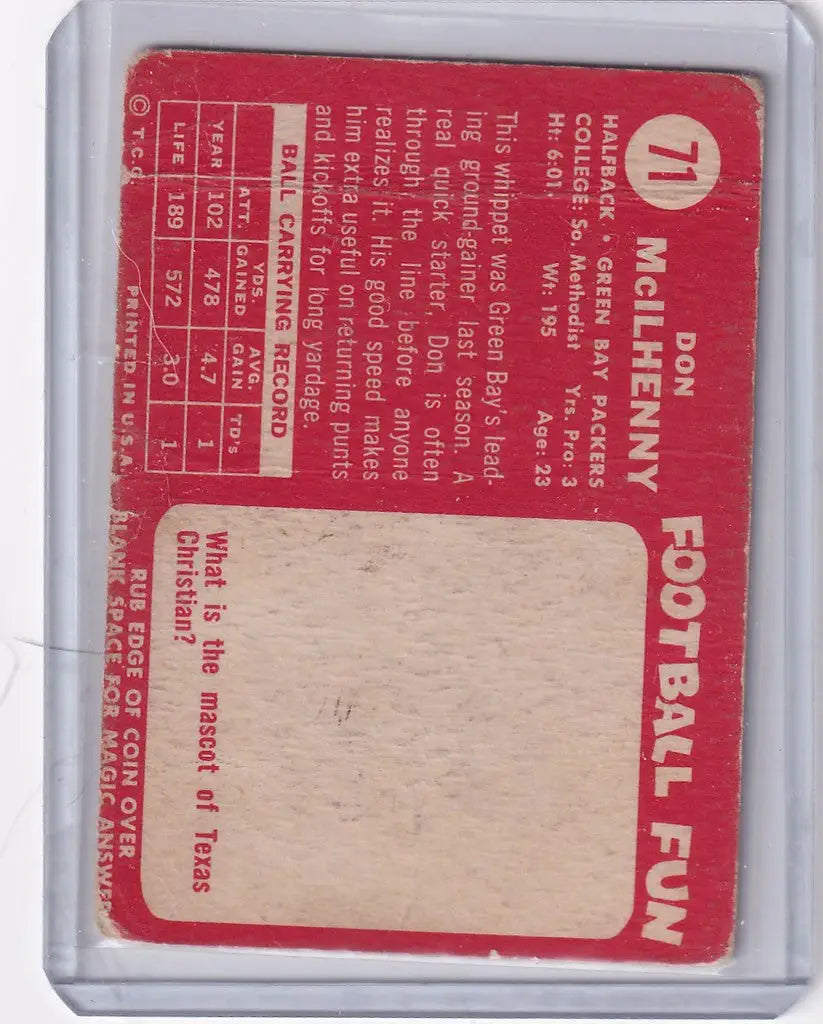 71
DON
McILHENNY
HALFBACK • GREEN BAY PACKERS
COLLEGE: So. Methodist Yrs. Pro: 3
Ht: 6:01. Wt: 195 Age: 23
This whippet was Green Bay's lead-
ing ground-gainer last season. A
real quick starter, Don is often
through the line before anyone
realizes it. His good speed makes
him extra useful on returning punts
and kickoffs for long yardage.
BALL CARRYING RECORD
ATT. YDS. GAINED AVG. GAIN TD's
YEAR 102 478 4.7 1
LIFE 189 572 3.0 1
© T.C.G. PRINTED IN U.S.A.
FOOTBALL FUN
What is the mascot of Texas
Christian?
RUB EDGE OF COIN OVER
BLANK SPACE FOR MAGIC ANSWER